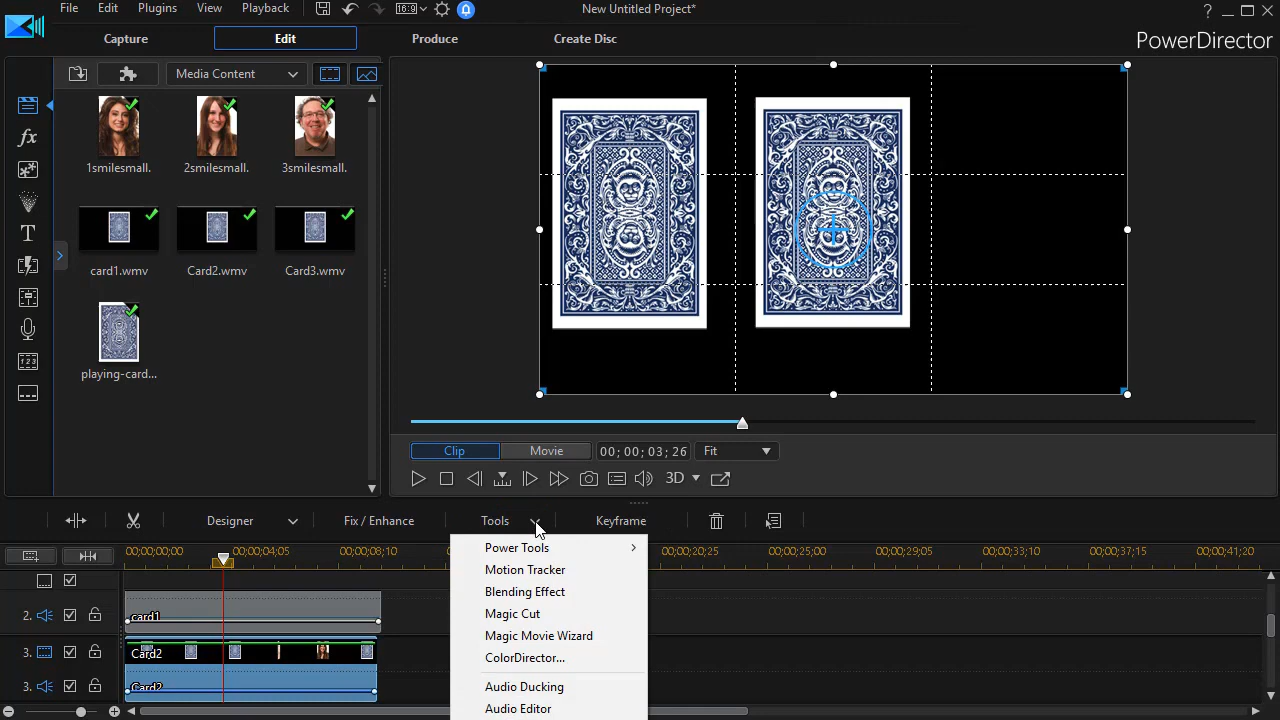 File Edit Plugins View Playback 16:9 New Untitled Project* ?
Capture Edit Produce Create Disc PowerDirector
Media Content
1smilesmall. 2smilesmall. 3smilesmall.
card1.wmv Card2.wmv Card3.wmv
playing-card...
Clip Movie 00; 00; 03; 26 Fit
3D
Designer Fix / Enhance Tools Keyframe
00;00;00;00 00;00;04;05 00;00;08;10 00;00;20;25 00;00;25;00 00;00;29;05 00;00;33;10 00;00;37;15 00;00;41;20
Power Tools
Motion Tracker
Blending Effect
Magic Cut
Magic Movie Wizard
ColorDirector...
Audio Ducking
Audio Editor
2. card1
3. Card2
3. Card2